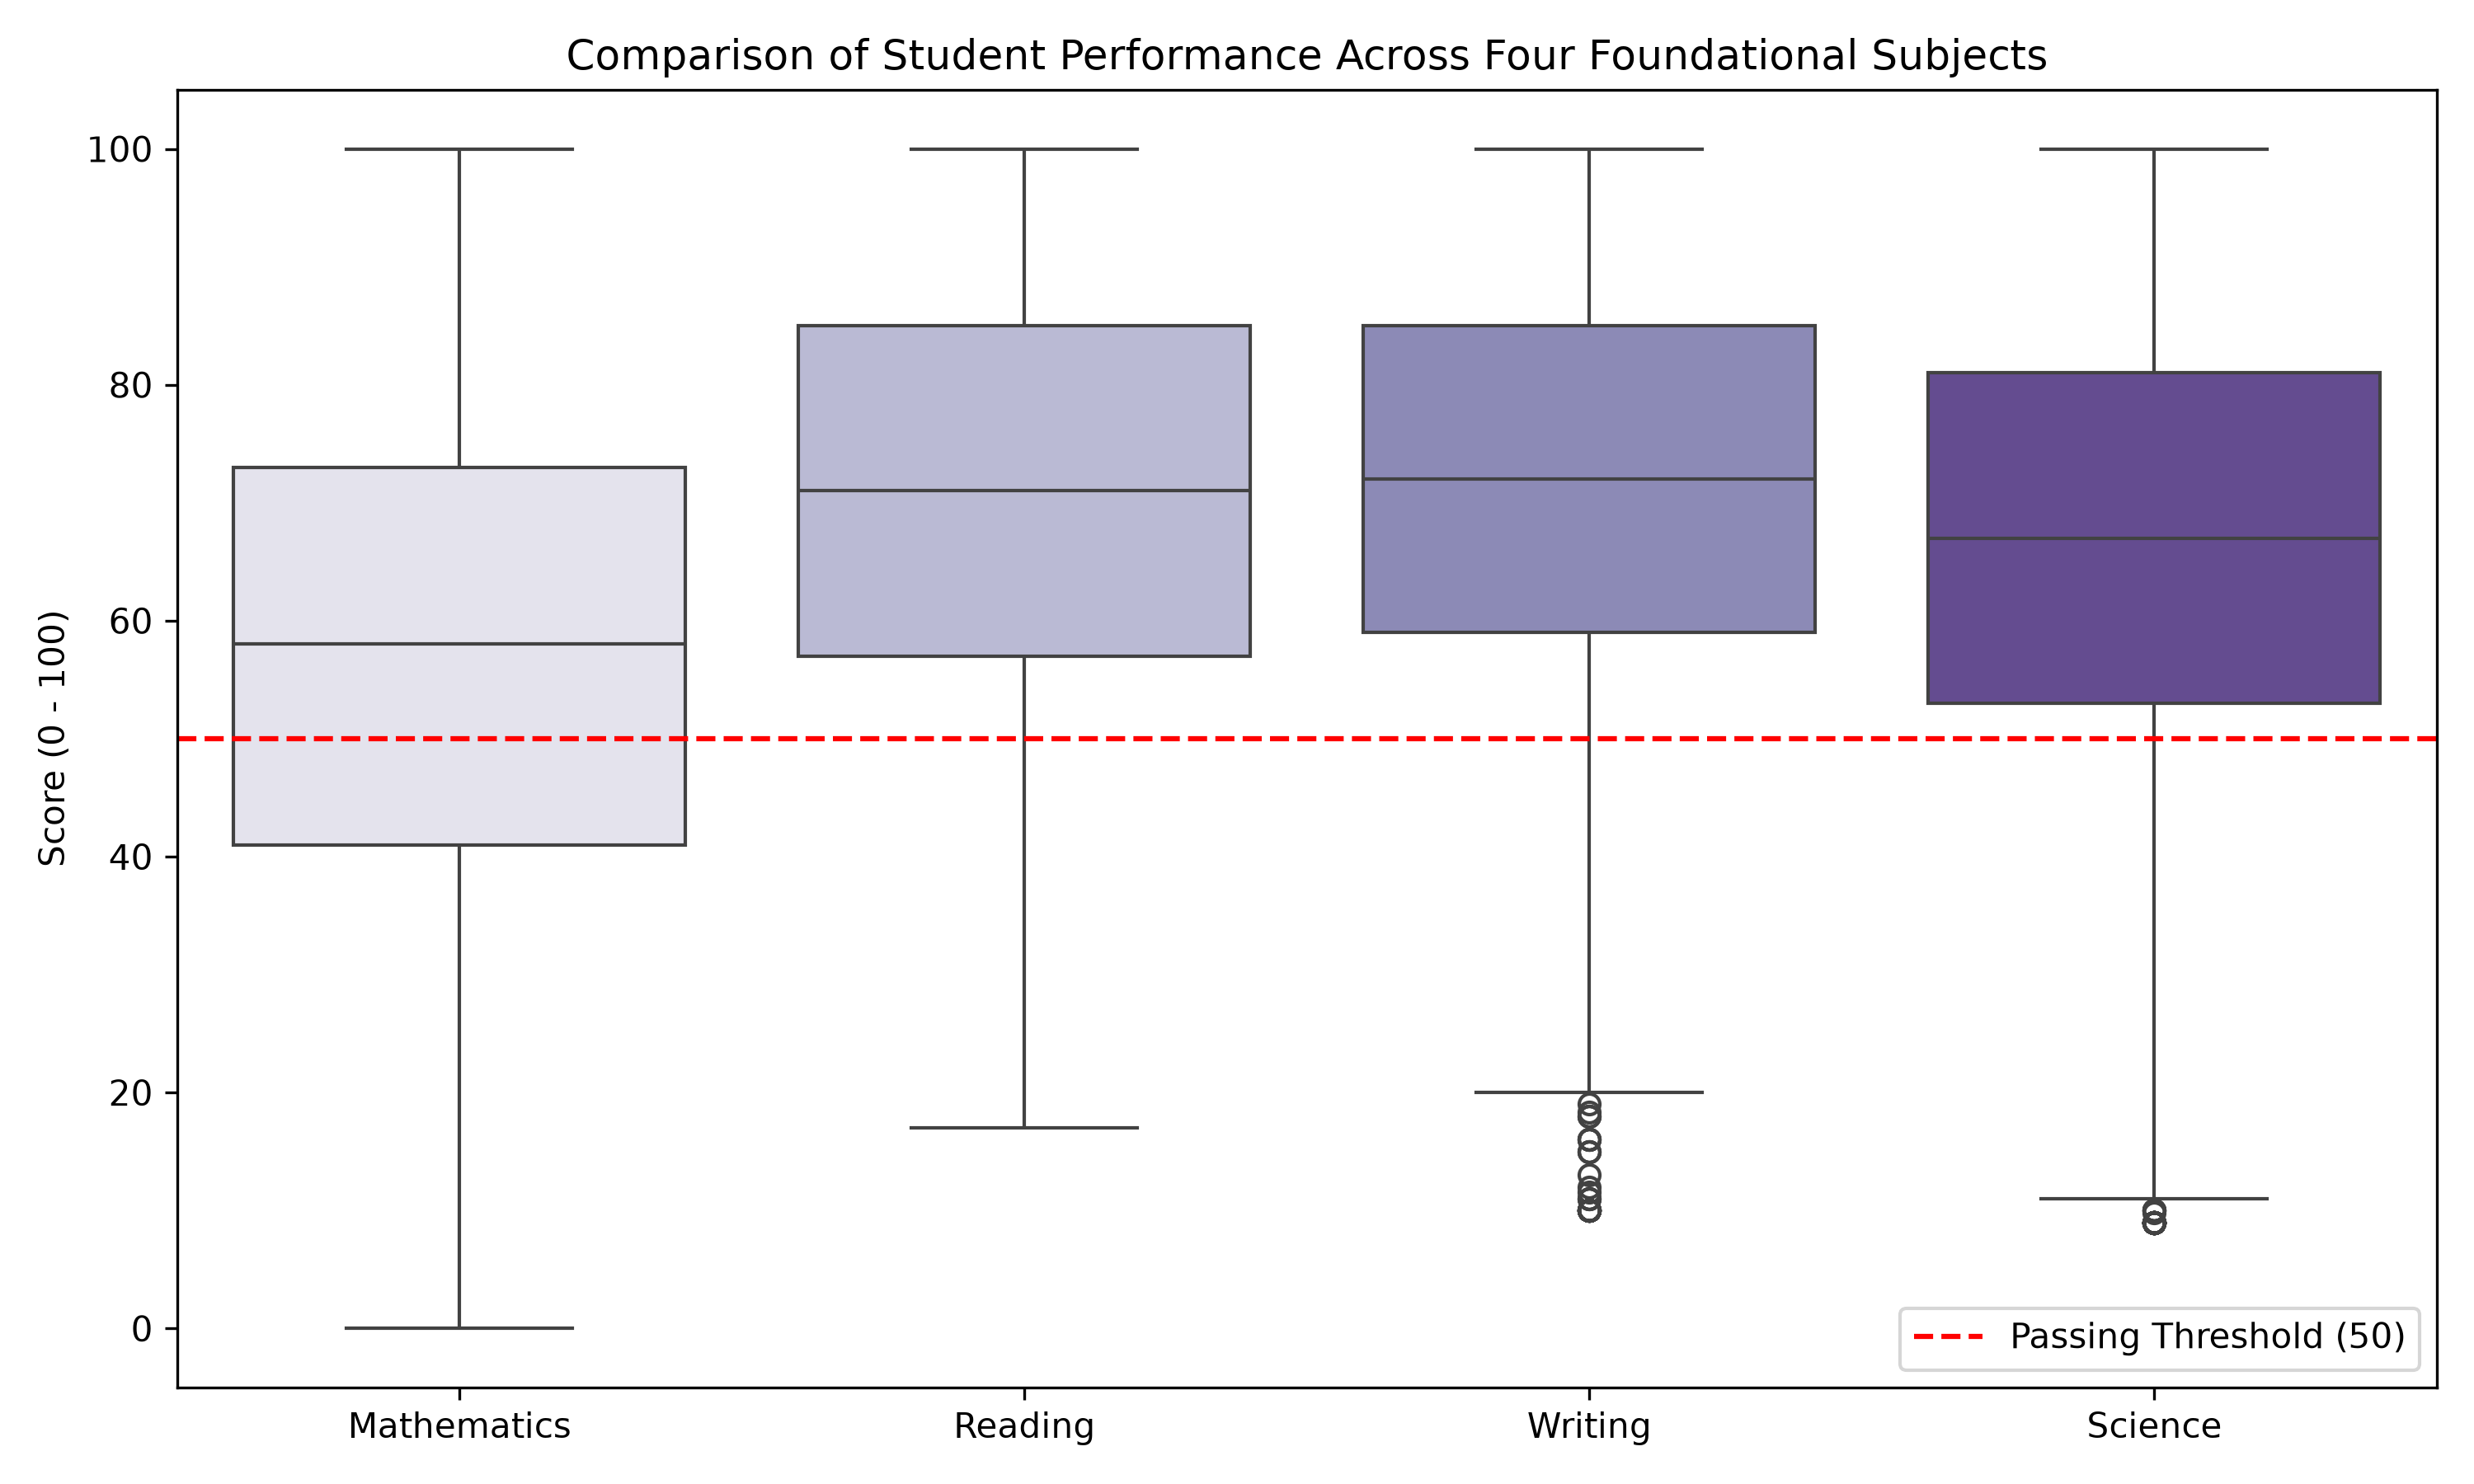 Comparison of Student Performance Across Four Foundational Subjects
Score (0 - 100)
100
80
60
40
20
0
Mathematics
Reading
Writing
Science
Passing Threshold (50)